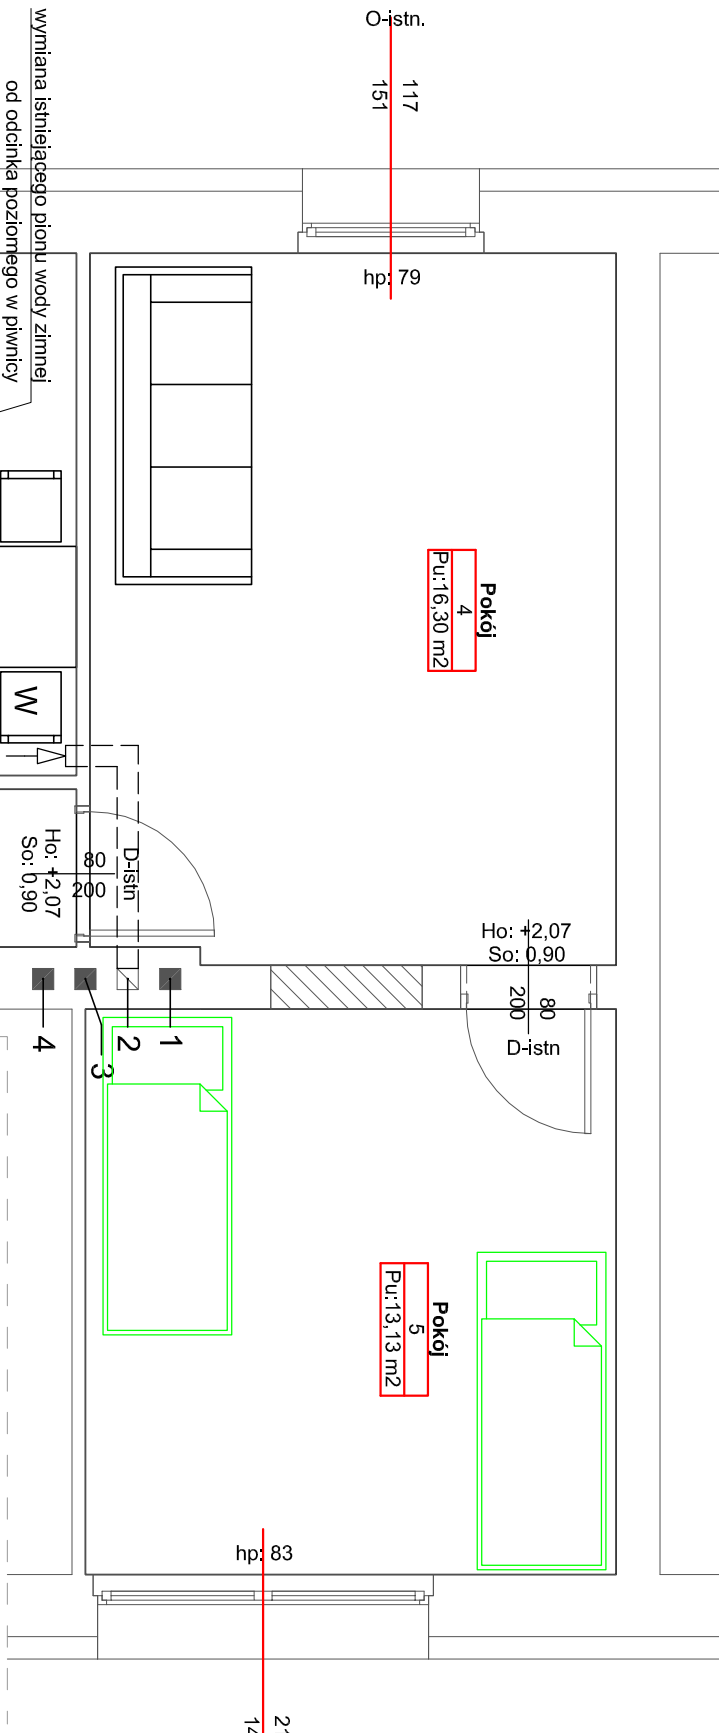 O-istn.
117
151
wymiana istniejącego pionu wody zimnej
od odcinka poziomego w piwnicy
hp: 79
Pokój
4
Pu:16,30 m2
W
D-istn
80
200
Ho: +2,07
So: 0,90
Ho: +2,07
So: 0,90
80
200
D-istn
1
2
3
4
Pokój
5
Pu:13,13 m2
hp: 83